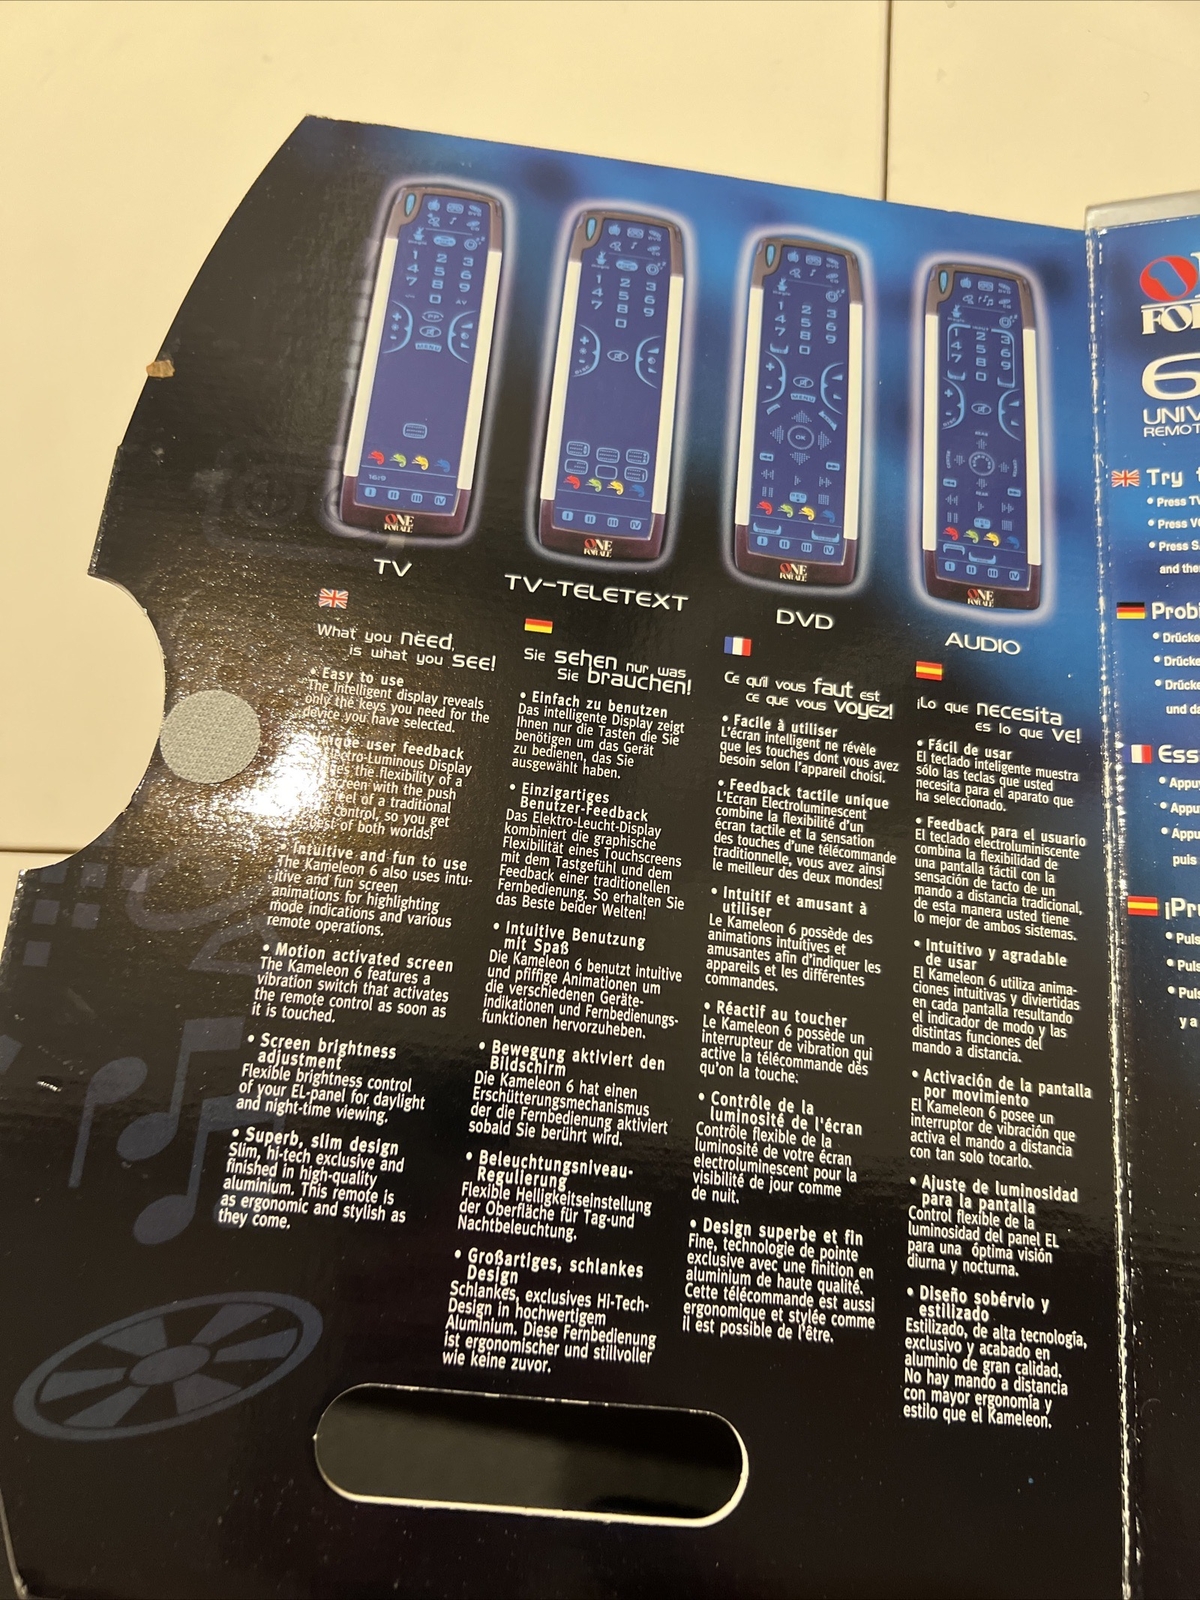 TV
TV-TELETEXT
DVD
AUDIO
What you NEED,
is what you SEE!
• Easy to use
The intelligent display reveals
only the keys you need for the
device you have selected.
user feedback
-Luminous Display
the flexibility of a
screen with the push
feel of a traditional
control, so you get
of both worlds!
• Intuitive and fun to use
The Kameleon 6 also uses intu-
itive and fun screen
animations for highlighting
mode indications and various
remote operations.
• Motion activated screen
The Kameleon 6 features a
vibration switch that activates
the remote control as soon as
it is touched.
• Screen brightness
adjustment
Flexible brightness control
of your EL-panel for daylight
and night-time viewing.
• Superb, slim design
Slim, hi-tech exclusive and
finished in high-quality
aluminium. This remote is
as ergonomic and stylish as
they come.
Sie sehen nur was
Sie brauchen!
• Einfach zu benutzen
Das intelligente Display zeigt
Ihnen nur die Tasten die Sie
benötigen um das Gerät
zu bedienen, das Sie
ausgewählt haben.
• Einzigartiges
Benutzer-Feedback
Das Elektro-Leucht-Display
kombiniert die graphische
Flexibilität eines Touchscreens
mit dem Tastgefühl und dem
Feedback einer traditionellen
Fernbedienung. So erhalten Sie
das Beste beider Welten!
• Intuitive Benutzung
mit Spaß
Die Kameleon 6 benutzt intuitive
und pfiffige Animationen um
die verschiedenen Geräte-
indikationen und Fernbedienungs-
funktionen hervorzuheben.
• Bewegung aktiviert den
Bildschirm
Die Kameleon 6 hat einen
Erschütterungsmechanismus
der die Fernbedienung aktiviert
sobald Sie berührt wird.
• Beleuchtungsniveau-
Regulierung
Flexible Helligkeitseinstellung
der Oberfläche für Tag-und
Nachtbeleuchtung.
• Großartiges, schlankes
Design
Schlankes, exclusives Hi-Tech-
Design in hochwertigem
Aluminium. Diese Fernbedienung
ist ergonomischer und stillvoller
wie keine zuvor.
Ce qu'il vous faut est
ce que vous voyez!
• Facile à utiliser
L'écran intelligent ne révèle
que les touches dont vous avez
besoin selon l'appareil choisi.
• Feedback tactile unique
L'Ecran Electroluminescent
combine la flexibilité d'un
écran tactile et la sensation
des touches d'une télécommande
traditionnelle, vous avez ainsi
le meilleur des deux mondes!
• Intuitif et amusant à
utiliser
Le Kameleon 6 possède des
animations intuitives et
amusantes afin d'indiquer les
appareils et les différentes
commandes.
• Réactif au toucher
Le Kameleon 6 possède un
interrupteur de vibration qui
active la télécommande dès
qu'on la touche.
• Contrôle de la
luminosité de l'écran
Contrôle flexible de la
luminosité de votre écran
electroluminescent pour la
visibilité de jour comme
de nuit.
• Design superbe et fin
Fine, technologie de pointe
exclusive avec une finition en
aluminium de haute qualité.
Cette télécommande est aussi
ergonomique et stylée comme
il est possible de l'être.
¡Lo que necesita
es lo que VE!
• Fácil de usar
El teclado inteligente muestra
sólo las teclas que usted
necesita para el aparato que
ha seleccionado.
• Feedback para el usuario
El teclado electroluminiscente
combina la flexibilidad de
una pantalla táctil con la
sensación de tacto de un
mando a distancia tradicional,
de esta manera usted tiene
lo mejor de ambos sistemas.
• Intuitivo y agradable
de usar
El Kameleon 6 utiliza anima-
ciones intuitivas y divertidas
en cada pantalla resultando
el indicador de modo y las
distintas funciones del
mando a distancia.
• Activación de la pantalla
por movimiento
El Kameleon 6 posee un
interruptor de vibración que
activa el mando a distancia
con tan solo tocarlo.
• Ajuste de luminosidad
para la pantalla
Control flexible de la
luminosidad del panel EL
para una óptima visión
diurna y nocturna.
• Diseño sobérvio y
estilizado
Estilizado, de alta tecnología,
exclusivo y acabado en
aluminio de gran calidad.
No hay mando a distancia
con mayor ergonomía y
estilo que el Kameleon.
6
UNIV
REMOT
Try
• Press TV
• Press
• Press
and the
Prob
• Drücke
• Drücke
• Drücke
und da
Ess
• Appuy
• Appu
• Appu
puis
¡Pr
• Puls
• Puls
• Puls
y a